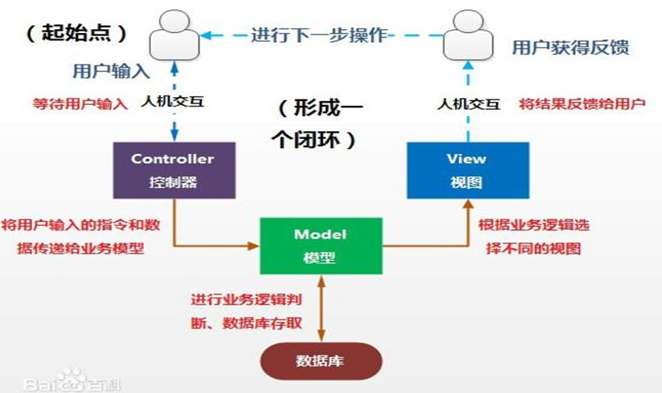 （起始点）
进行下一步操作
用户输入
用户获得反馈
等待用户输入
人机交互
（形成一
个闭环）
人机交互
将结果反馈给用户
Controller
控制器
View
视图
将用户输入的指令和数
据传递给业务模型
Model
模型
根据业务逻辑选
择不同的视图
进行业务逻辑判
断、数据库存取
数据库
Baidu百科